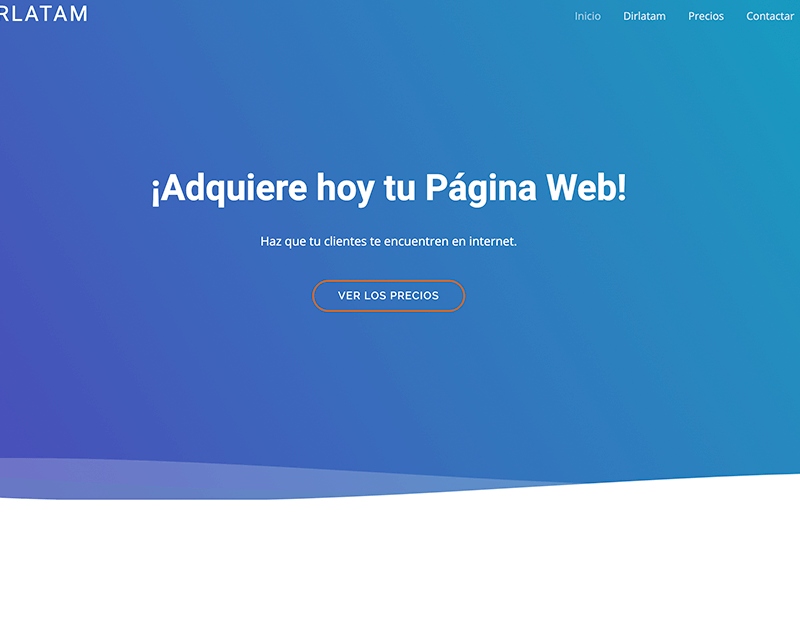 RLATAM
Inicio Dirlatam Precios Contactar
¡Adquiere hoy tu Página Web!
Haz que tu clientes te encuentren en internet.
VER LOS PRECIOS